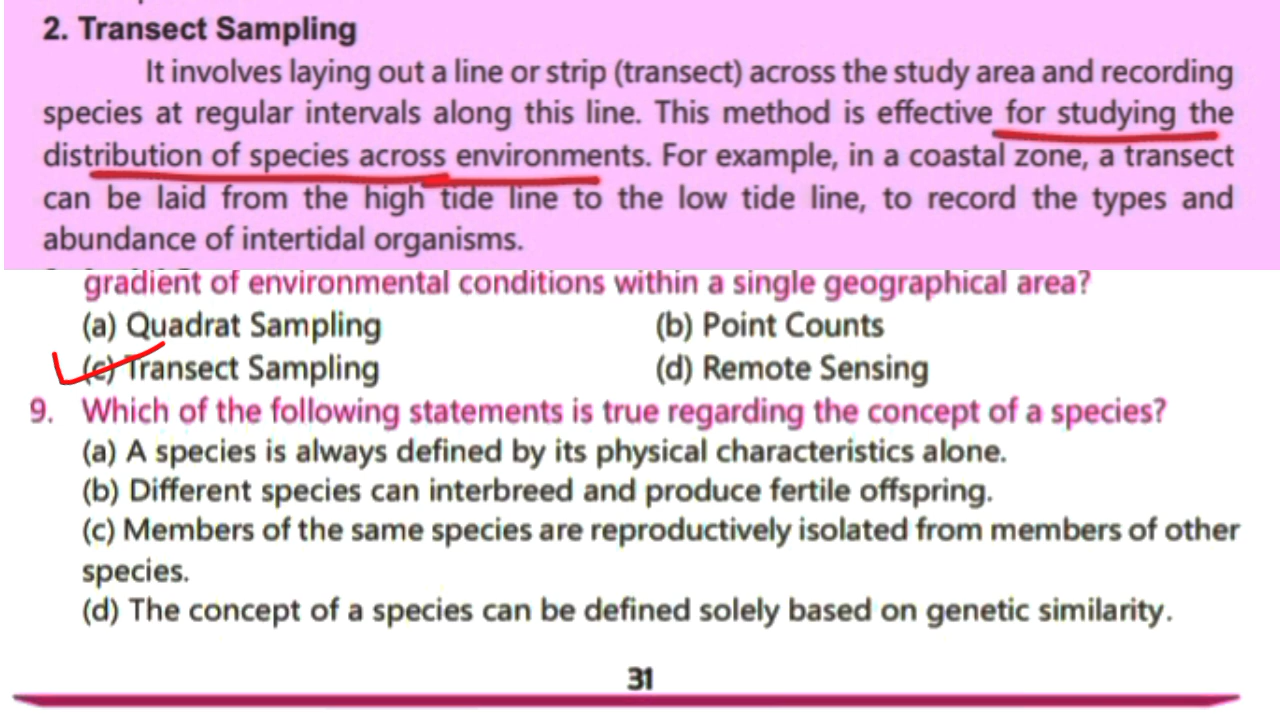 2. Transect Sampling
It involves laying out a line or strip (transect) across the study area and recording
species at regular intervals along this line. This method is effective for studying the
distribution of species across environments. For example, in a coastal zone, a transect
can be laid from the high tide line to the low tide line, to record the types and
abundance of intertidal organisms.
gradient of environmental conditions within a single geographical area?
(a) Quadrat Sampling (b) Point Counts
(c) Transect Sampling (d) Remote Sensing
9. Which of the following statements is true regarding the concept of a species?
(a) A species is always defined by its physical characteristics alone.
(b) Different species can interbreed and produce fertile offspring.
(c) Members of the same species are reproductively isolated from members of other
species.
(d) The concept of a species can be defined solely based on genetic similarity.
31